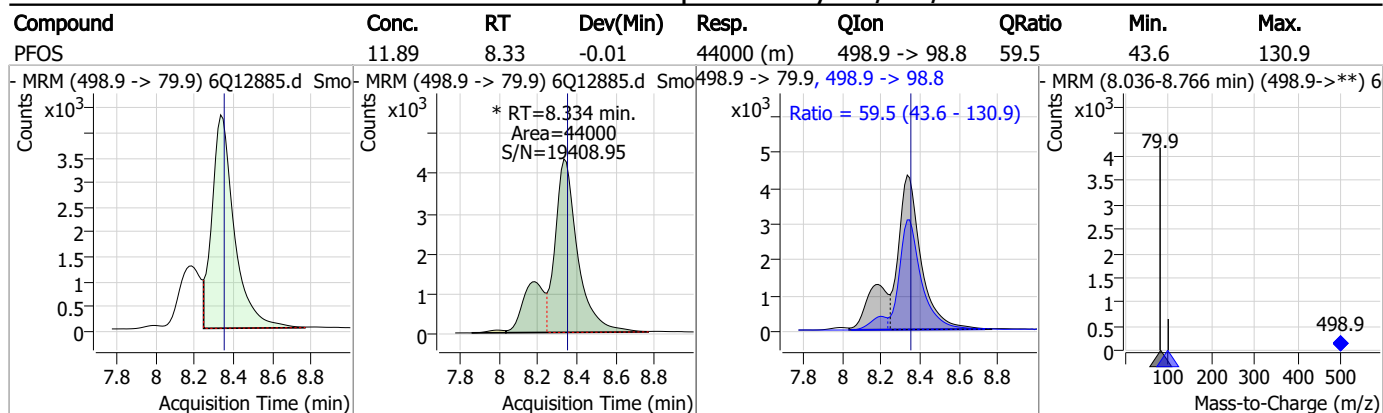 Compound Conc. RT Dev(Min) Resp. QIon QRatio Min. Max.
PFOS 11.89 8.33 -0.01 44000 (m) 498.9 -> 98.8 59.5 43.6 130.9
- MRM (498.9 -> 79.9) 6Q12885.d Smo
Counts
x10³
3.5
3
2.5
2
1.5
1
0.5
0
7.8 8 8.2 8.4 8.6 8.8
Acquisition Time (min)
- MRM (498.9 -> 79.9) 6Q12885.d Smo
Counts
x10³
* RT=8.334 min.
Area=44000
S/N=19408.95
4
3
2
1
0
7.8 8 8.2 8.4 8.6 8.8
Acquisition Time (min)
498.9 -> 79.9, 498.9 -> 98.8
x10³
Ratio = 59.5 (43.6 - 130.9)
5
4
3
2
1
0
7.8 8 8.2 8.4 8.6 8.8
Acquisition Time (min)
- MRM (8.036-8.766 min) (498.9->**) 6
Counts
x10³
79.9
4
3.5
3
2.5
2
1.5
1
0.5
0
498.9
100 200 300 400 500
Mass-to-Charge (m/z)